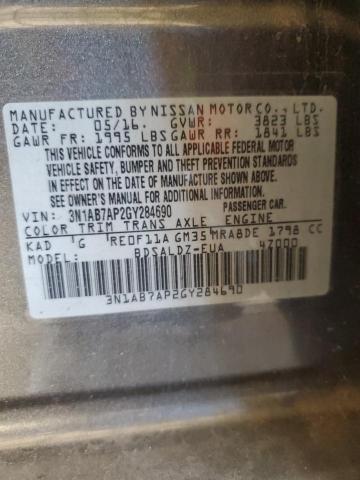 MANUFACTURED BY NISSAN MOTOR CO., LTD.
DATE: 05/16. GVWR: 3823 LBS
GAWR FR: 1995 LBS GAWR RR: 1841 LBS
THIS VEHICLE CONFORMS TO ALL APPLICABLE FEDERAL MOTOR
VEHICLE SAFETY, BUMPER AND THEFT PREVENTION STANDARDS
IN EFFECT ON THE DATE OF MANUFACTURE SHOWN ABOVE.
SEE OWNER'S MANUAL FOR ADDITIONAL INFORMATION.
VIN: 3N1AB7AP2GY284690 PASSENGER CAR.
COLOR TRIM TRANS AXLE ENGINE
KAD G RE0F11A GM35 MRA8DE 1798 CC
MODEL: BDSALDZ-EUA 47000
3N1AB7AP2GY284690